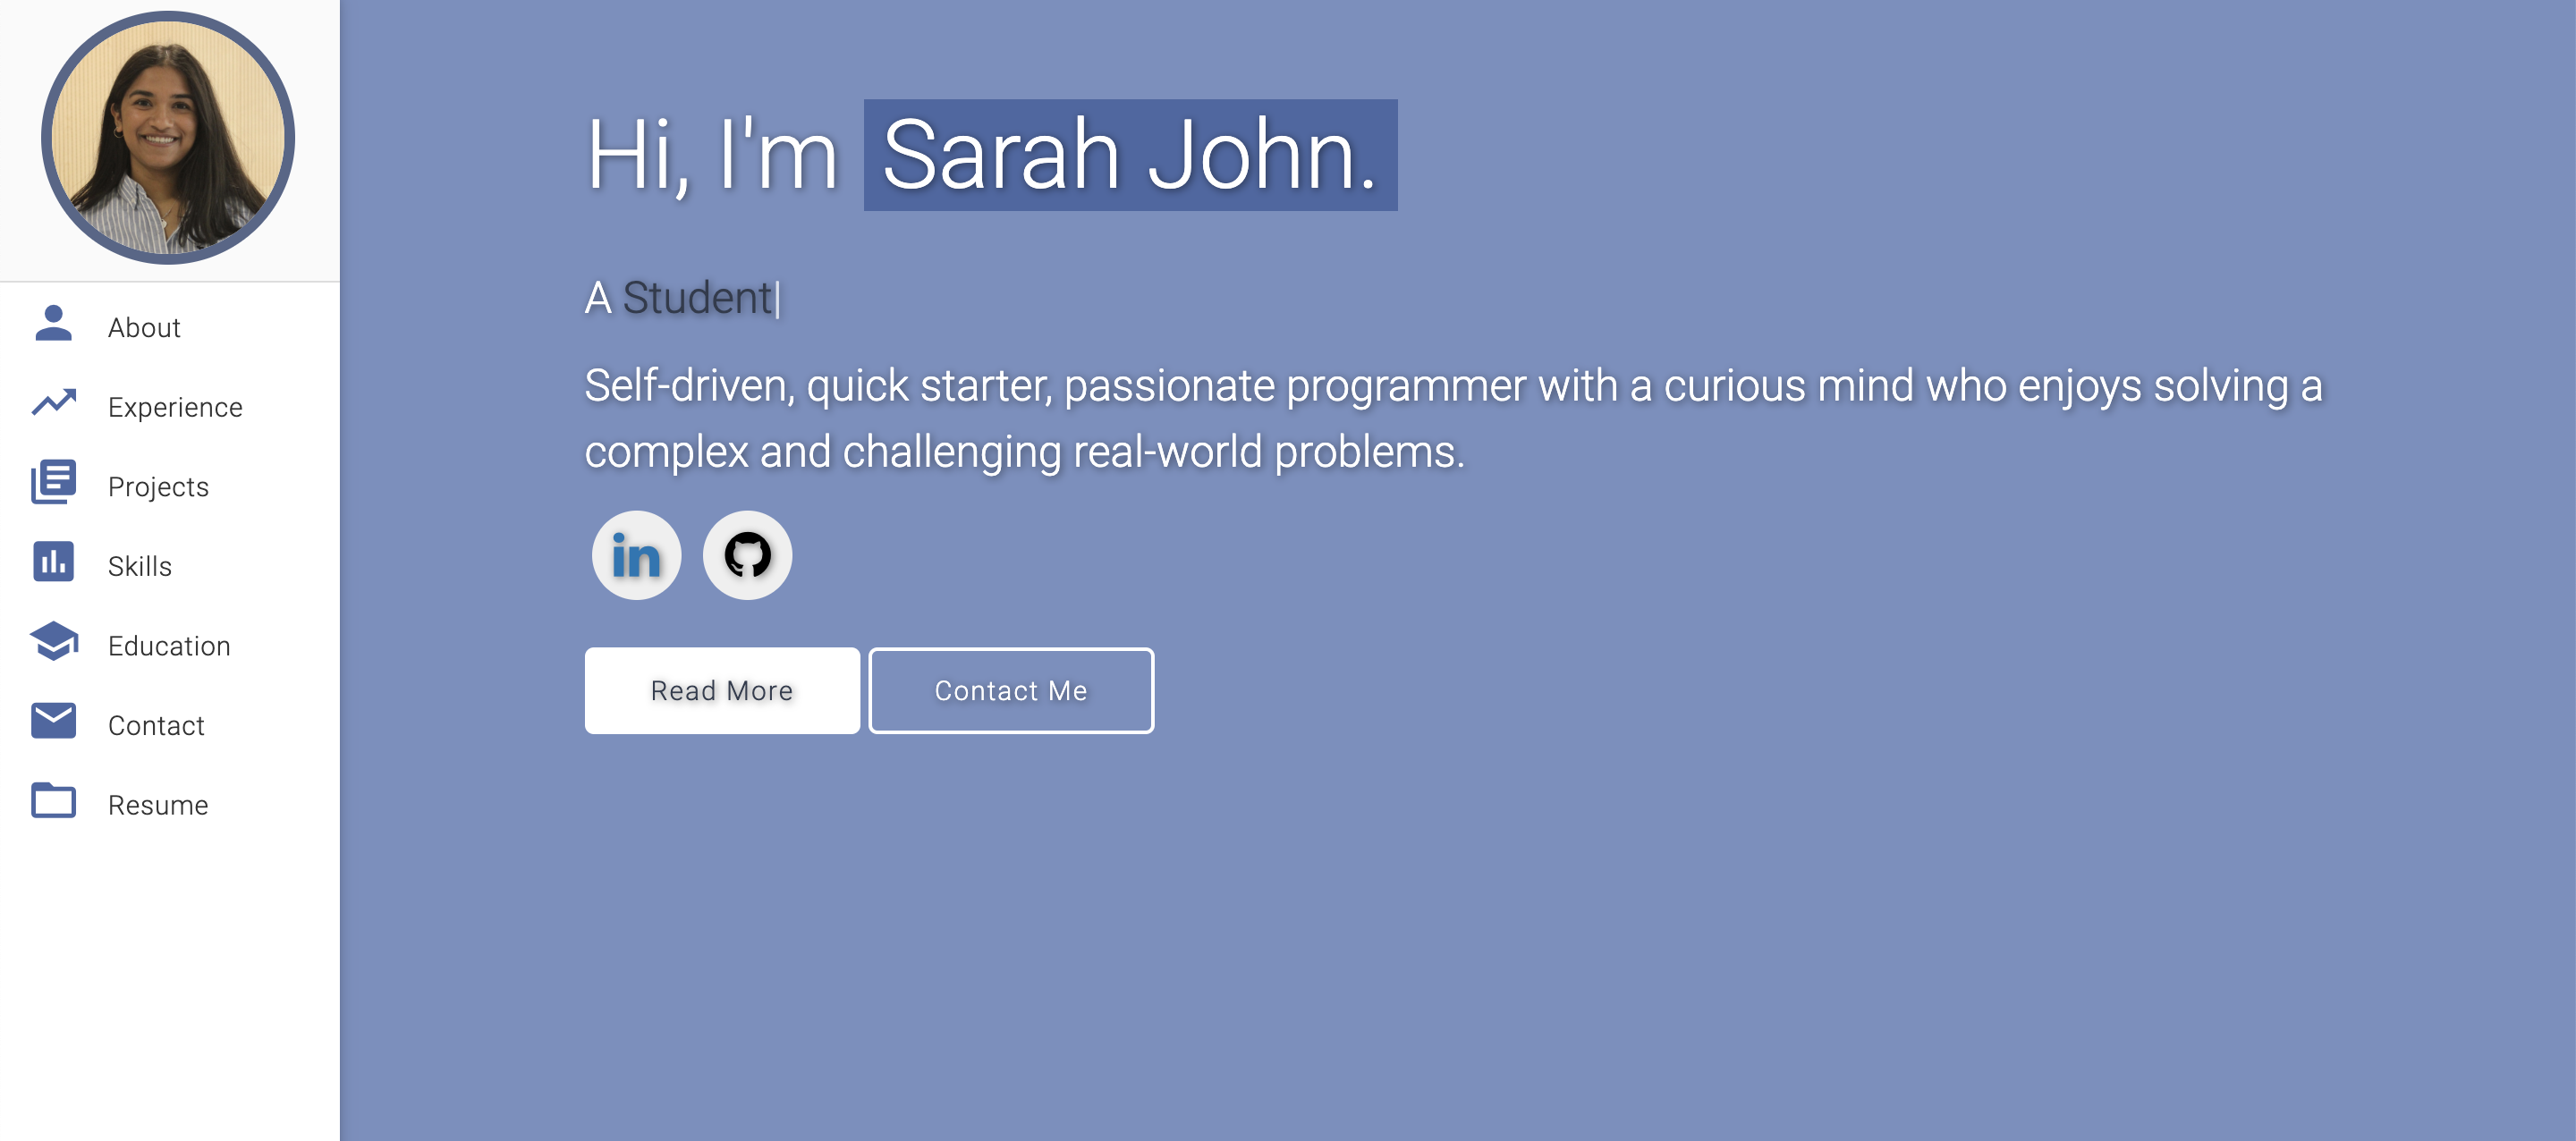 Hi, I'm Sarah John.
A Student|
Self-driven, quick starter, passionate programmer with a curious mind who enjoys solving a
complex and challenging real-world problems.
in
Read More
Contact Me
About
Experience
Projects
Skills
Education
Contact
Resume